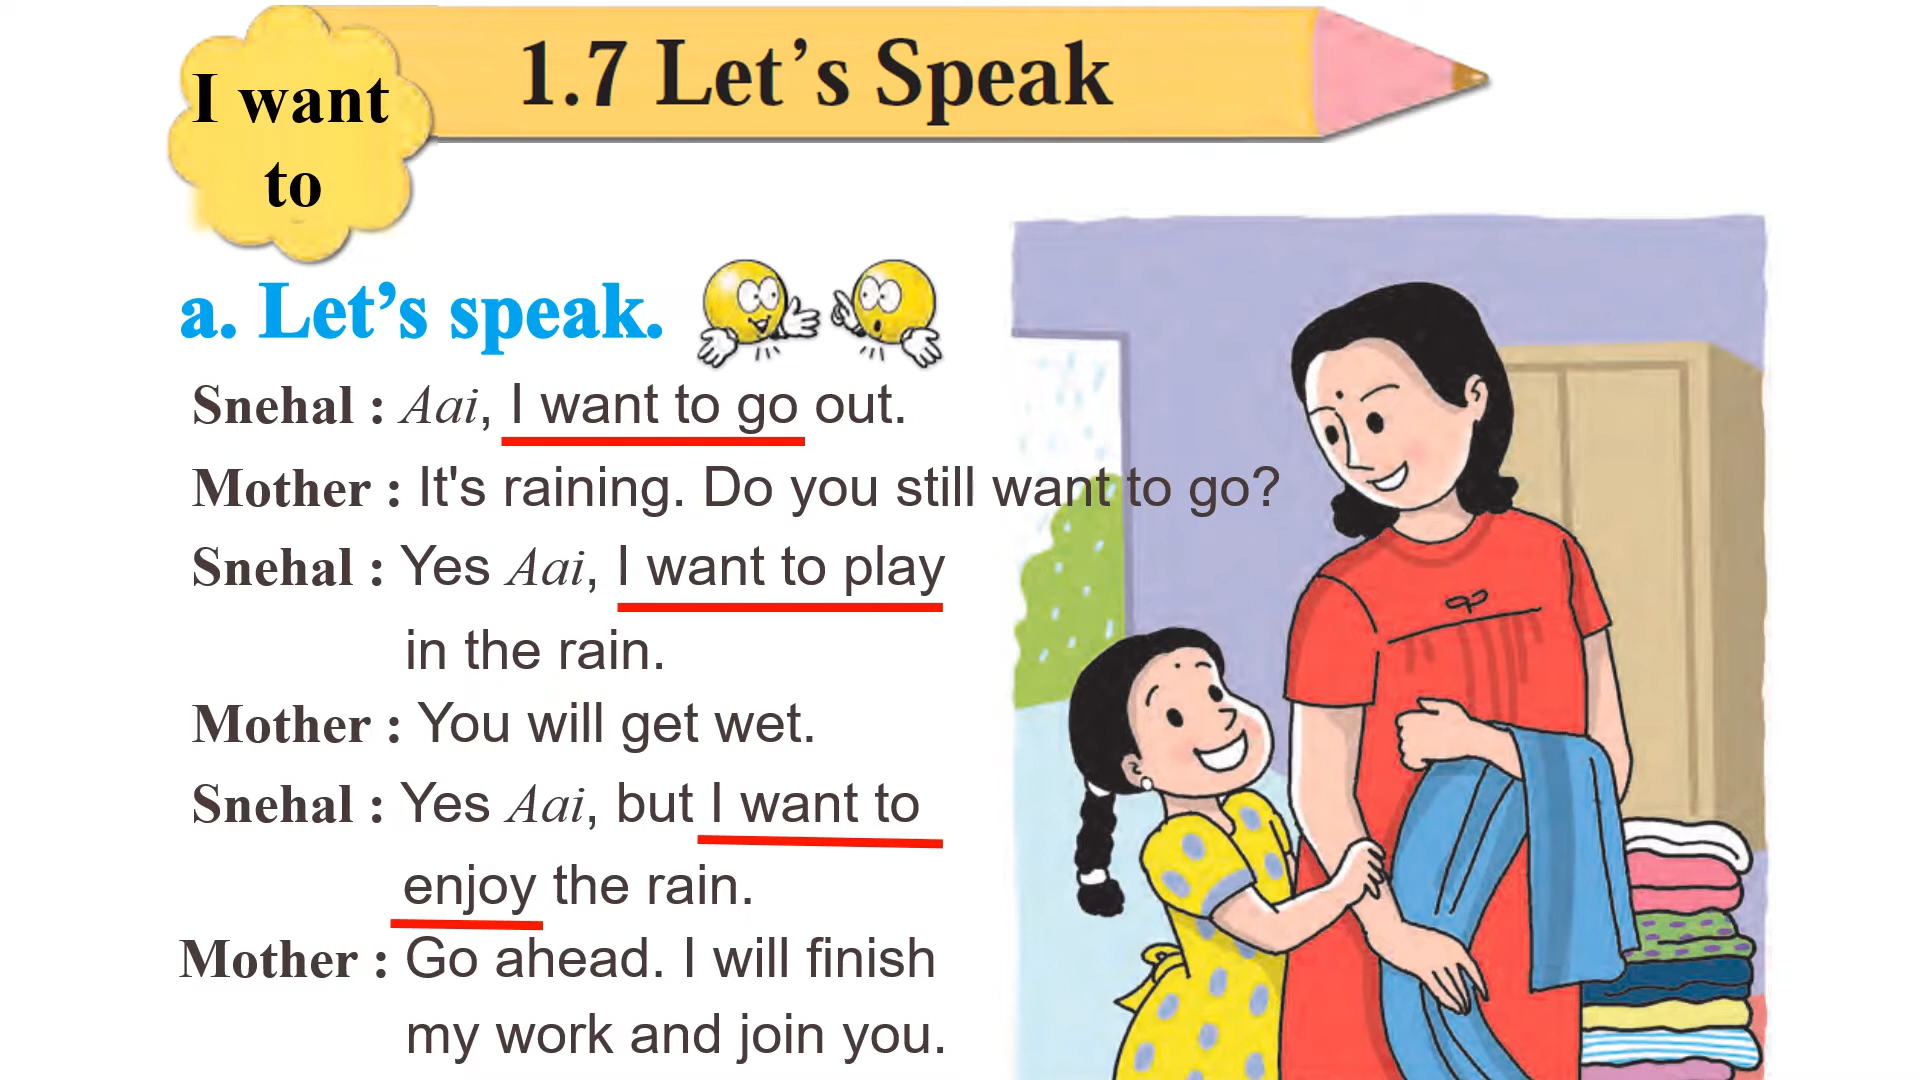 I want
to
1.7 Let’s Speak
a. Let’s speak.
Snehal : Aai, I want to go out.
Mother : It's raining. Do you still want to go?
Snehal : Yes Aai, I want to play
in the rain.
Mother : You will get wet.
Snehal : Yes Aai, but I want to
enjoy the rain.
Mother : Go ahead. I will finish
my work and join you.